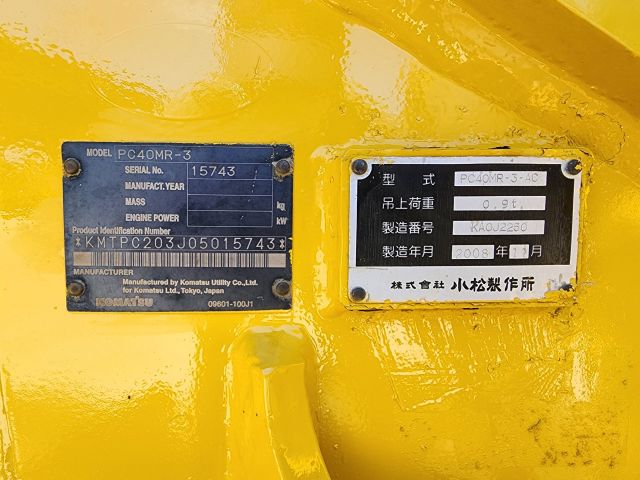 MODEL PC40MR-3
SERIAL No. 15743
MANUFACT. YEAR
MASS kg
ENGINE POWER kW
Product Identification Number
*KMTPC203J05015743*
MANUFACTURER
Manufactured by Komatsu Utility Co.,Ltd.
for Komatsu Ltd., Tokyo, Japan
KOMATSU 09601-100J1
型式 PC40MR-3-AC
吊上荷重 0.9t
製造番号 KA0J2230
製造年月 2008年11月
株式會社 小松製作所